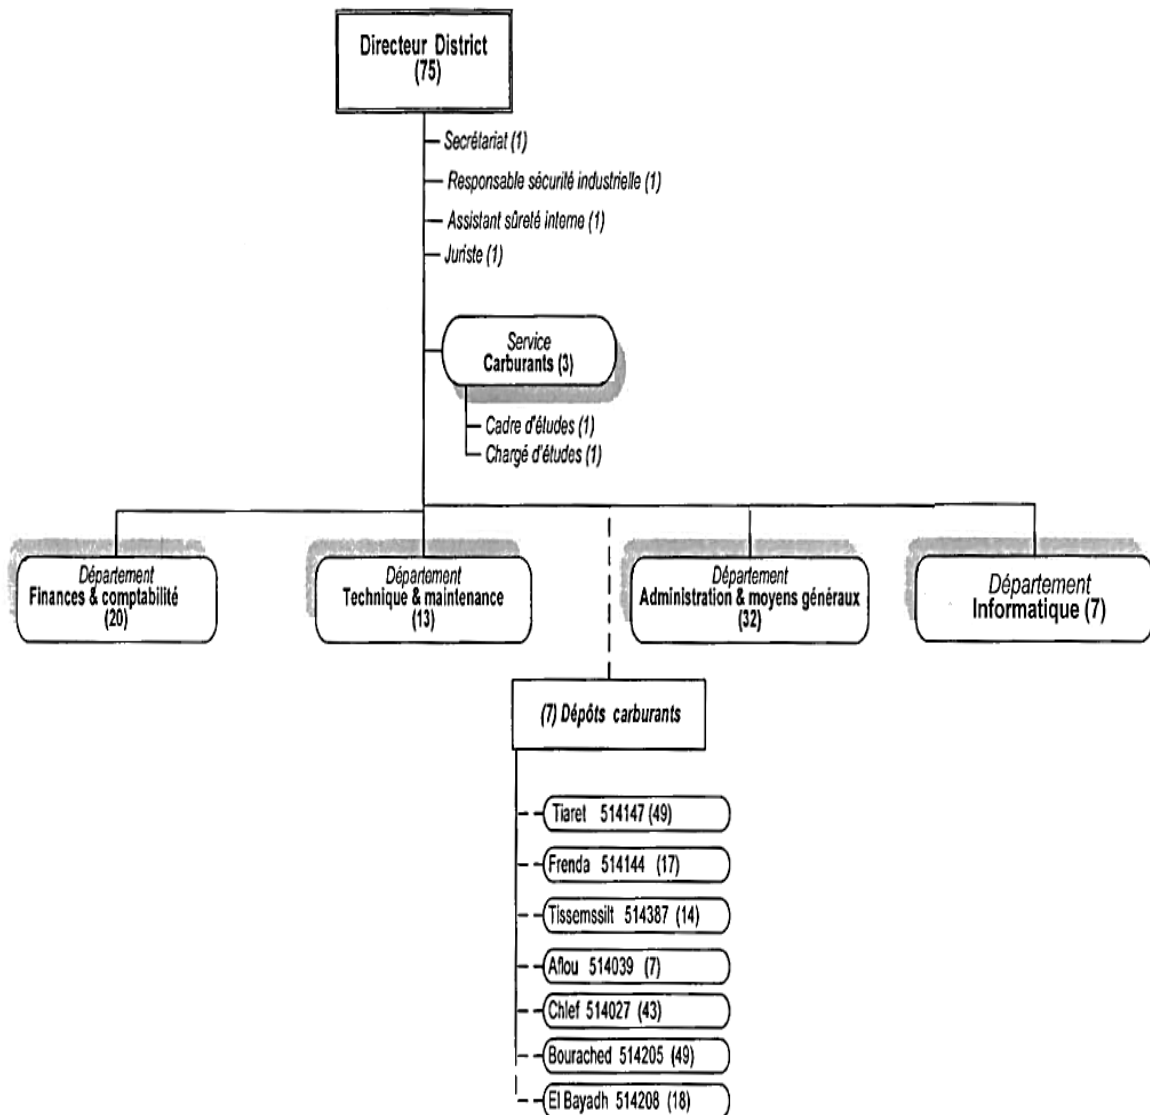 Directeur District
(75)
Secrétariat (1)
Responsable sécurité industrielle (1)
Assistant sûreté interne (1)
Juriste (1)
Service
Carburants (3)
Cadre d'études (1)
Chargé d'études (1)
Département
Finances & comptabilité
(20)
Département
Technique & maintenance
(13)
Département
Administration & moyens généraux
(32)
Département
Informatique (7)
(7) Dépôts carburants
Tiaret 514147 (49)
Frenda 514144 (17)
Tissemssilt 514387 (14)
Aflou 514039 (7)
Chlef 514027 (43)
Bourached 514205 (49)
El Bayadh 514208 (18)